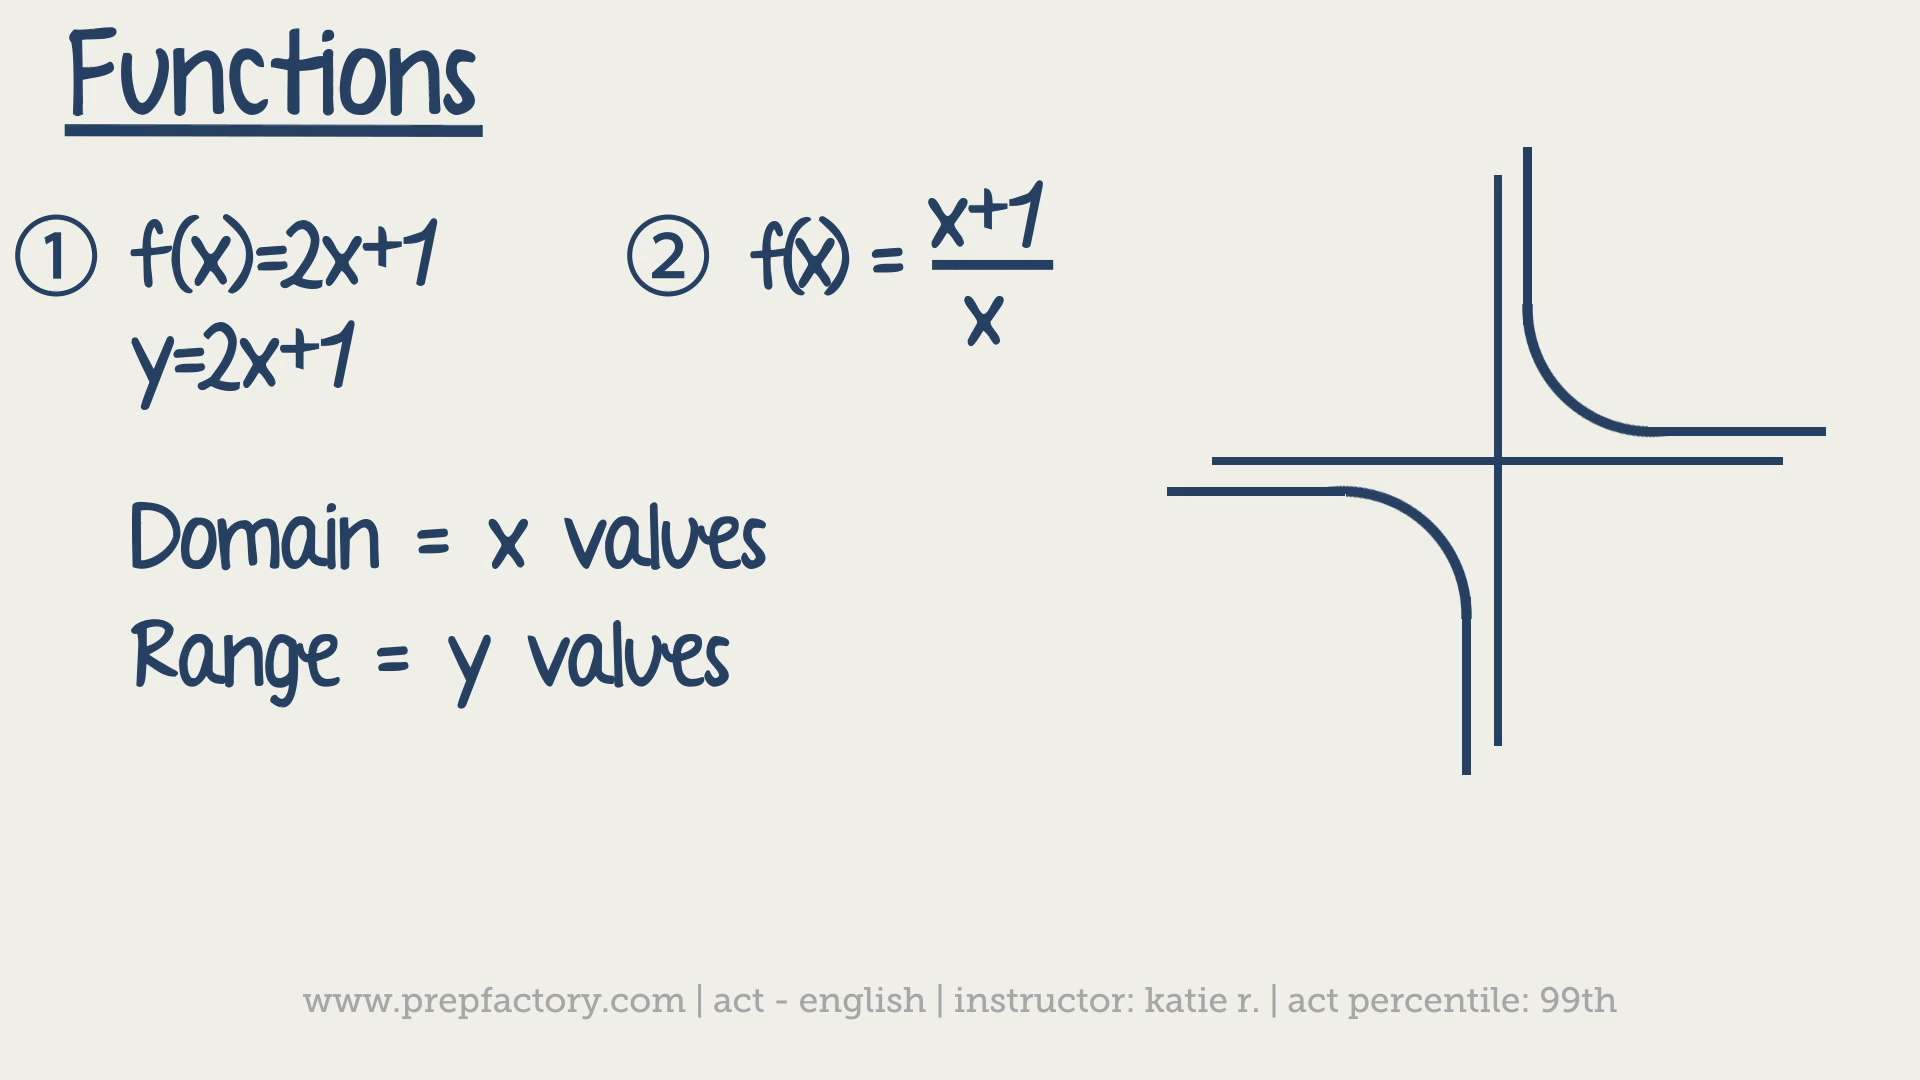 Functions
① f(x)=2x+1
y=2x+1
② f(x) = x+1
x
Domain = x values
Range = y values
www.prepfactory.com | act - english | instructor: katie r. | act percentile: 99th